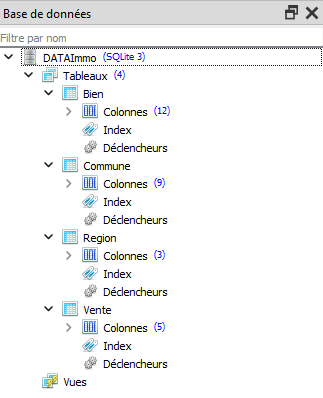 Base de données
Filtre par nom
DATAImmo (SQLite 3)
Tableaux (4)
Bien
Colonnes (12)
Index
Déclencheurs
Commune
Colonnes (9)
Index
Déclencheurs
Region
Colonnes (3)
Index
Déclencheurs
Vente
Colonnes (5)
Index
Déclencheurs
Vues